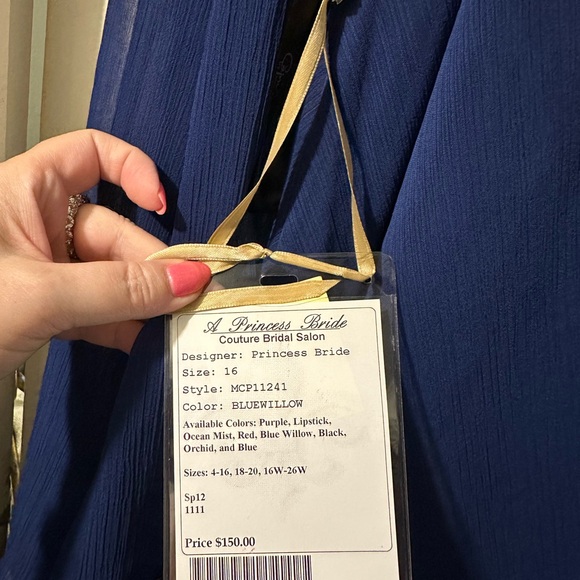 A Princess Bride
Couture Bridal Salon
Designer: Princess Bride
Size: 16
Style: MCP11241
Color: BLUEWILLOW
Available Colors: Purple, Lipstick,
Ocean Mist, Red, Blue Willow, Black,
Orchid, and Blue
Sizes: 4-16, 18-20, 16W-26W
Sp12
1111
Price $150.00